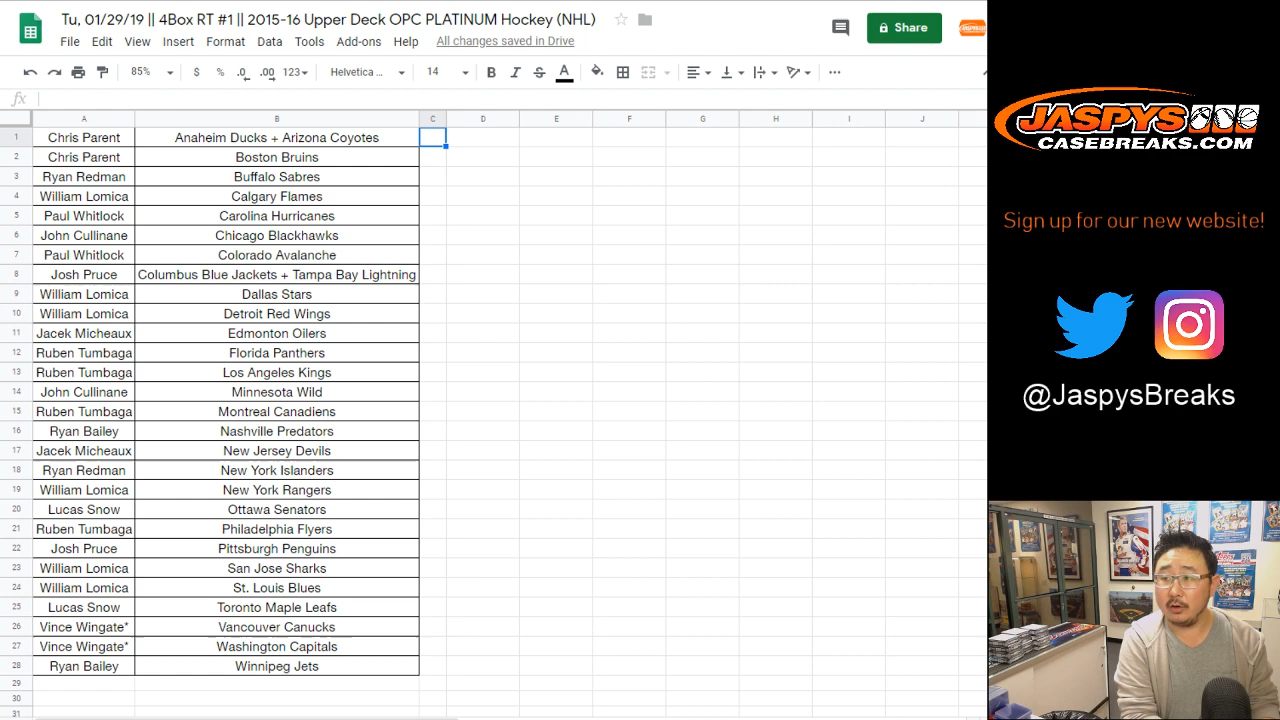 Tu, 01/29/19 || 4Box RT #1 || 2015-16 Upper Deck OPC PLATINUM Hockey (NHL)
File Edit View Insert Format Data Tools Add-ons Help All changes saved in Drive
Share
85% $ % .0 .00 123 Helvetica ... 14 B I S A
fx
A B C D E F G H I J
1 Chris Parent Anaheim Ducks + Arizona Coyotes
2 Chris Parent Boston Bruins
3 Ryan Redman Buffalo Sabres
4 William Lomica Calgary Flames
5 Paul Whitlock Carolina Hurricanes
6 John Cullinane Chicago Blackhawks
7 Paul Whitlock Colorado Avalanche
8 Josh Pruce Columbus Blue Jackets + Tampa Bay Lightning
9 William Lomica Dallas Stars
10 William Lomica Detroit Red Wings
11 Jacek Micheaux Edmonton Oilers
12 Ruben Tumbaga Florida Panthers
13 Ruben Tumbaga Los Angeles Kings
14 John Cullinane Minnesota Wild
15 Ruben Tumbaga Montreal Canadiens
16 Ryan Bailey Nashville Predators
17 Jacek Micheaux New Jersey Devils
18 Ryan Redman New York Islanders
19 William Lomica New York Rangers
20 Lucas Snow Ottawa Senators
21 Ruben Tumbaga Philadelphia Flyers
22 Josh Pruce Pittsburgh Penguins
23 William Lomica San Jose Sharks
24 William Lomica St. Louis Blues
25 Lucas Snow Toronto Maple Leafs
26 Vince Wingate* Vancouver Canucks
27 Vince Wingate* Washington Capitals
28 Ryan Bailey Winnipeg Jets
29
30
31
JASPYS
CASEBREAKS.COM
Sign up for our new website!
@JaspysBreaks